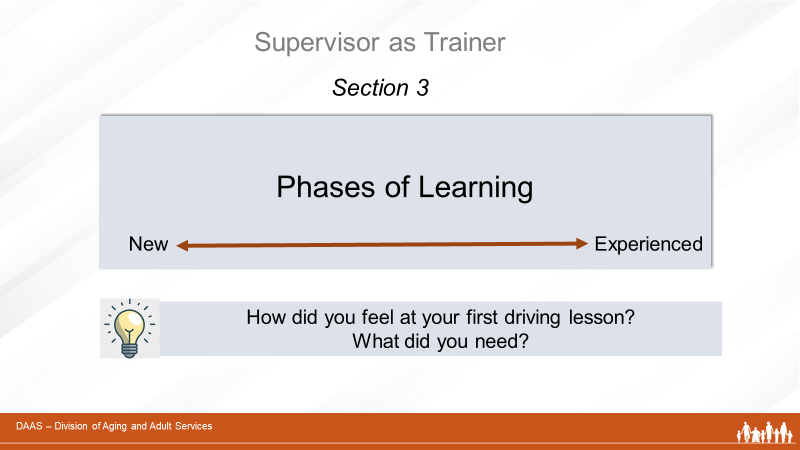 Supervisor as Trainer
Section 3
Phases of Learning
New
Experienced
How did you feel at your first driving lesson?
What did you need?
DAAS – Division of Aging and Adult Services